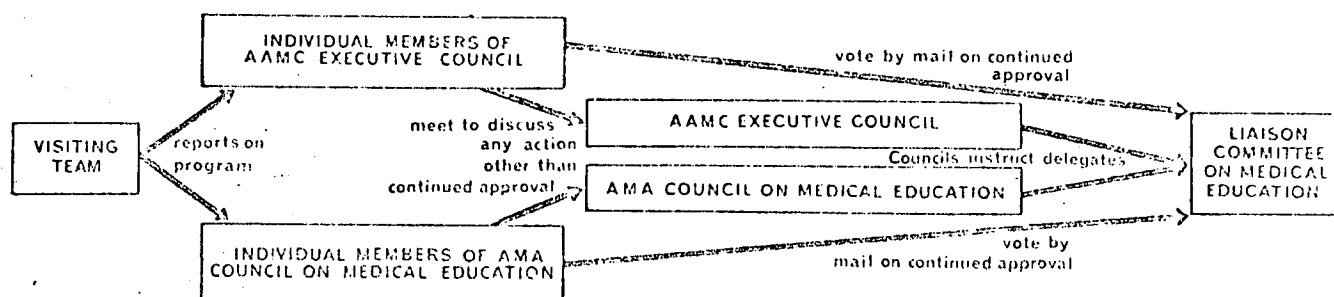 INDIVIDUAL MEMBERS OF
AAMC EXECUTIVE COUNCIL
vote by mail on continued
approval
VISITING
TEAM
reports on
program
meet to discuss
any action
other than
continued approval
AAMC EXECUTIVE COUNCIL
Councils instruct delegates
AMA COUNCIL ON MEDICAL EDUCATION
LIAISON
COMMITTEE
ON MEDICAL
EDUCATION
INDIVIDUAL MEMBERS OF AMA
COUNCIL ON MEDICAL EDUCATION
vote by
mail on continued approval